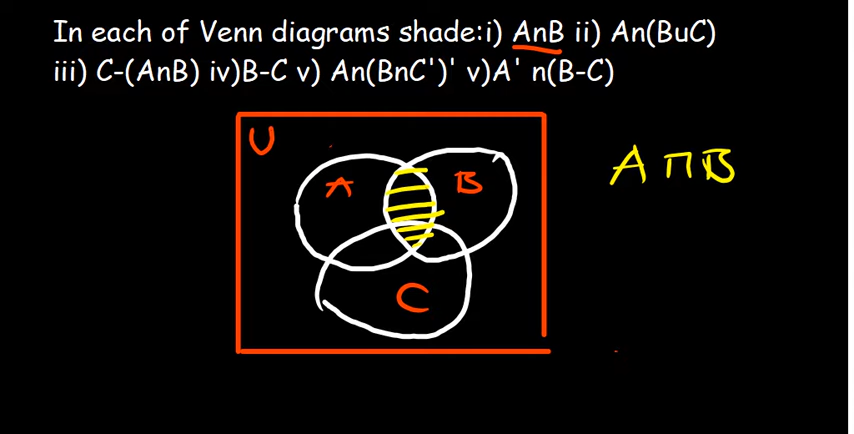 In each of Venn diagrams shade:i) AnB ii) An(BuC)
iii) C-(AnB) iv)B-C v) An(BnC')' v)A' n(B-C)
U
A
B
A∩B
C